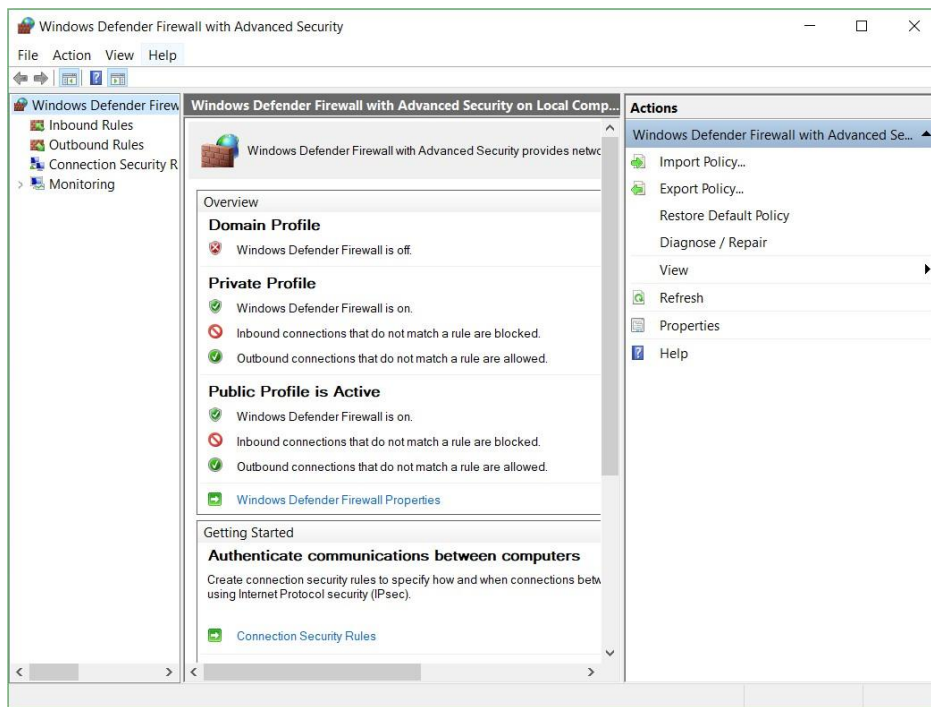 Windows Defender Firewall with Advanced Security
File Action View Help
Windows Defender Firew
Inbound Rules
Outbound Rules
Connection Security R
Monitoring
Windows Defender Firewall with Advanced Security on Local Comp...
Windows Defender Firewall with Advanced Security provides netwc
Overview
Domain Profile
Windows Defender Firewall is off.
Private Profile
Windows Defender Firewall is on.
Inbound connections that do not match a rule are blocked.
Outbound connections that do not match a rule are allowed.
Public Profile is Active
Windows Defender Firewall is on.
Inbound connections that do not match a rule are blocked.
Outbound connections that do not match a rule are allowed.
Windows Defender Firewall Properties
Getting Started
Authenticate communications between computers
Create connection security rules to specify how and when connections betw
using Internet Protocol security (IPsec).
Connection Security Rules
Actions
Windows Defender Firewall with Advanced Se...
Import Policy...
Export Policy...
Restore Default Policy
Diagnose / Repair
View
Refresh
Properties
Help